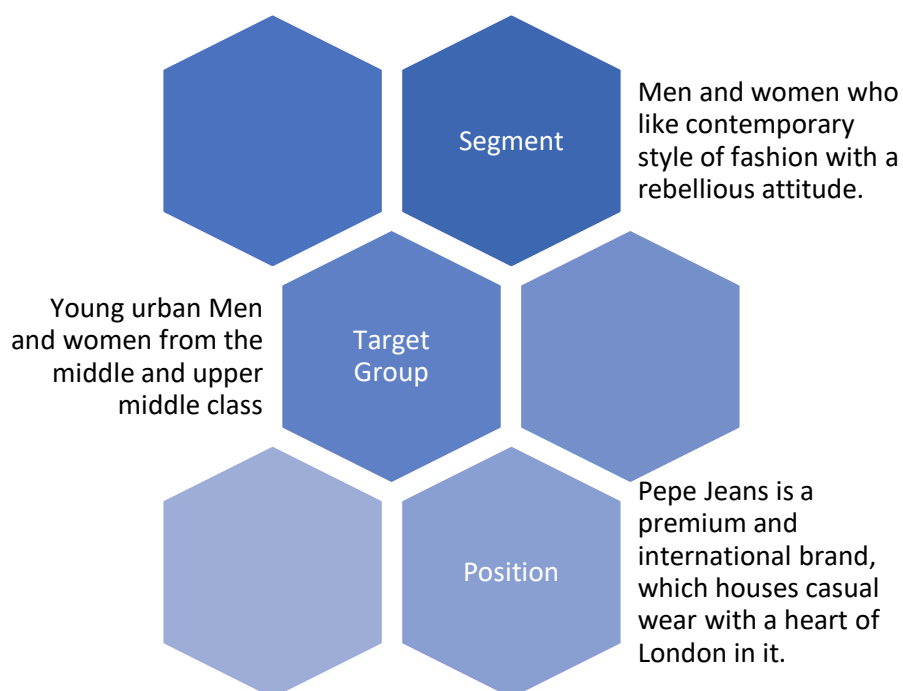 Segment
Men and women who
like contemporary
style of fashion with a
rebellious attitude.
Young urban Men
and women from the
middle and upper
middle class
Target
Group
Position
Pepe Jeans is a
premium and
international brand,
which houses casual
wear with a heart of
London in it.